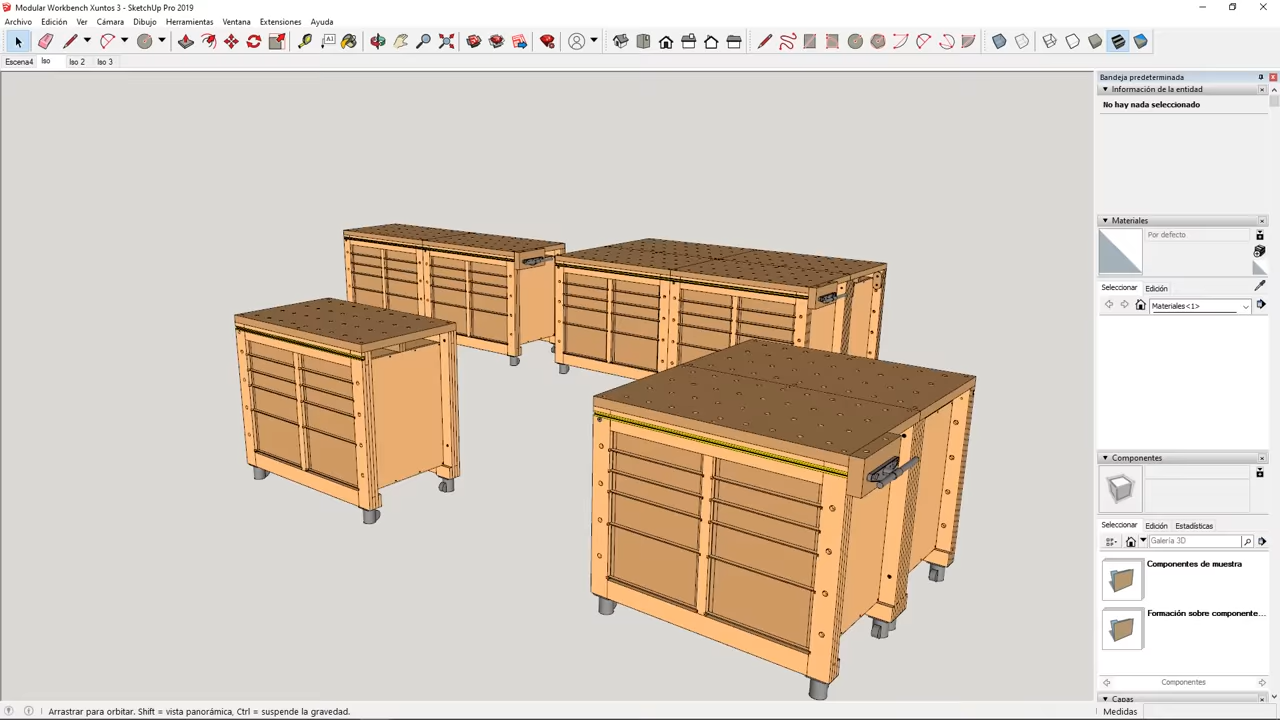 Modular Workbench Xuntos 3 - SketchUp Pro 2019
Archivo Edición Ver Cámara Dibujo Herramientas Ventana Extensiones Ayuda
Escena4 Iso Iso 2 Iso 3
Bandeja predeterminada
Información de la entidad
No hay nada seleccionado
Materiales
Por defecto
Seleccionar Edición
Materiales<1>
Componentes
Seleccionar Edición Estadísticas
Galería 3D
Componentes de muestra
Formación sobre componente...
Componentes
Capas
Arrastrar para orbitar. Shift = vista panorámica, Ctrl = suspende la gravedad.
Medidas